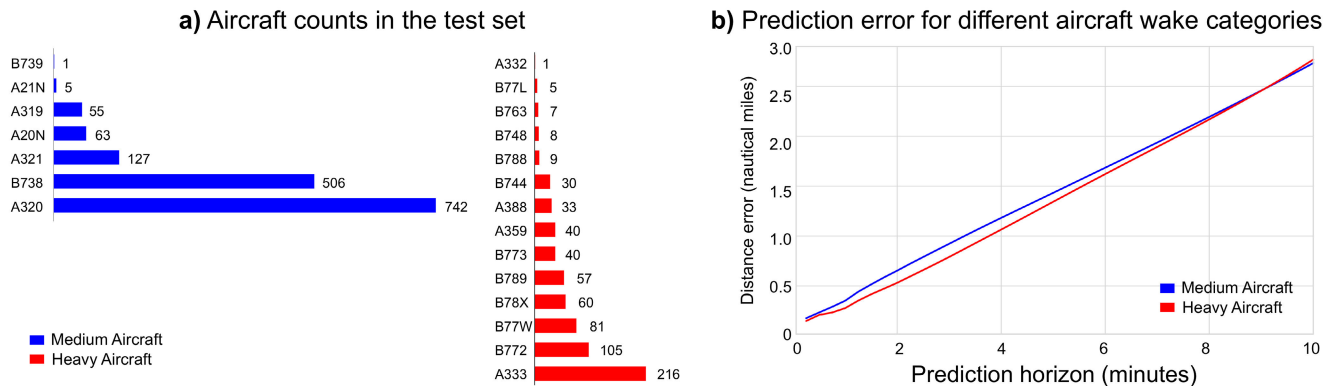 a) Aircraft counts in the test set
B739 1
A21N 5
A319 55
A20N 63
A321 127
B738 506
A320 742
Medium Aircraft
Heavy Aircraft
A332 1
B77L 5
B763 7
B748 8
B788 9
B744 30
A388 33
A359 40
B773 40
B789 57
B78X 60
B77W 81
B772 105
A333 216
b) Prediction error for different aircraft wake categories
Distance error (nautical miles)
3.0
2.5
2.0
1.5
1.0
0.5
0
Medium Aircraft
Heavy Aircraft
0 2 4 6 8 10
Prediction horizon (minutes)